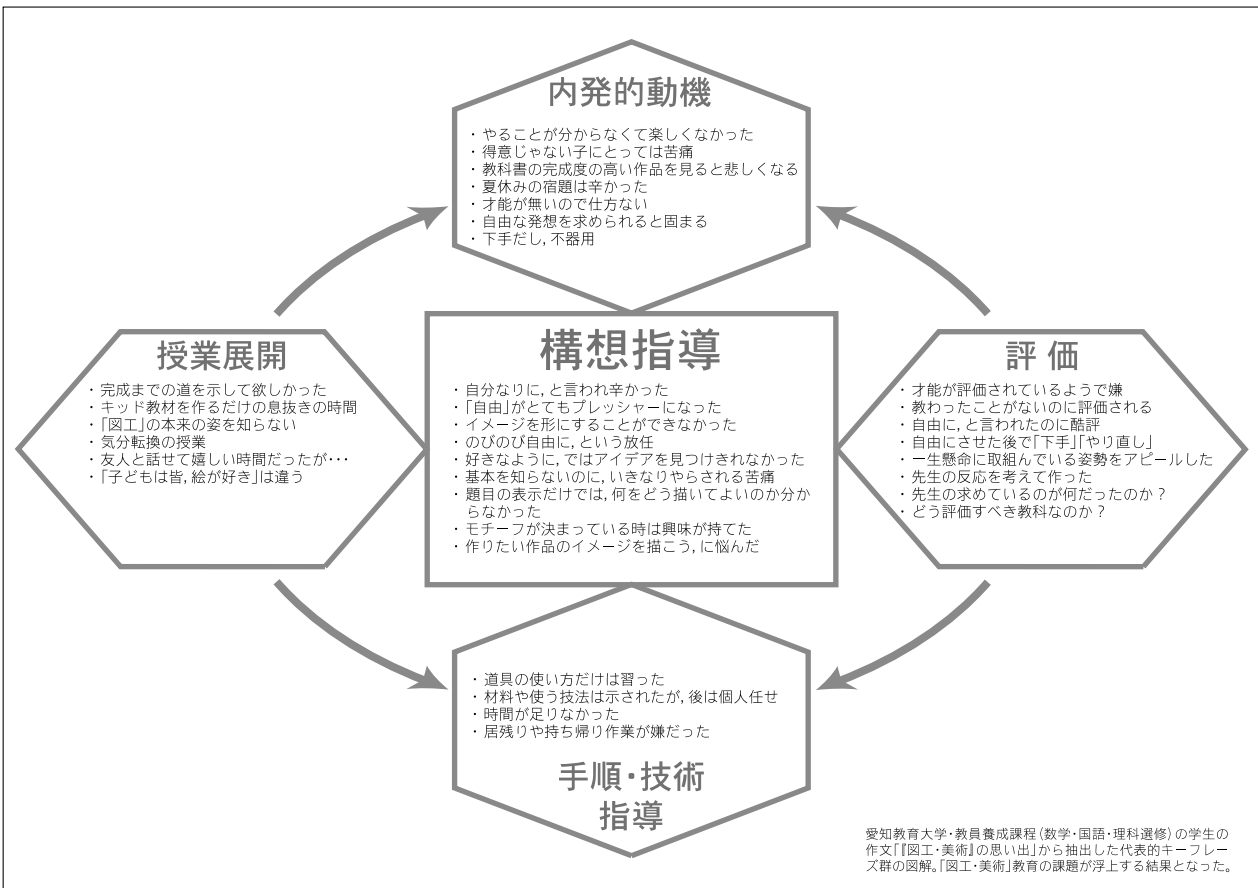 内発的動機
・やることが分からなくて楽しくなかった
・得意じゃない子にとっては苦痛
・教科書の完成度の高い作品を見ると悲しくなる
・夏休みの宿題は辛かった
・才能が無いので仕方ない
・自由な発想を求められると固まる
・下手だし,不器用
授業展開
・完成までの道を示して欲しかった
・キッド教材を作るだけの息抜きの時間
・「図工」の本来の姿を知らない
・気分転換の授業
・友人と話せて嬉しい時間だったが･･･
・「子どもは皆,絵が好き」は違う
構想指導
・自分なりに,と言われ辛かった
・「自由」がとてもプレッシャーになった
・イメージを形にすることができなかった
・のびのび自由に,という放任
・好きなように,ではアイデアを見つけきれなかった
・基本を知らないのに,いきなりやらされる苦痛
・題目の表示だけでは,何をどう描いてよいのか分か
らなかった
・モチーフが決まっている時は興味が持てた
・作りたい作品のイメージを描こう,に悩んだ
評 価
・才能が評価されているようで嫌
・教わったことがないのに評価される
・自由に,と言われたのに酷評
・自由にさせた後で「下手」「やり直し」
・一生懸命に取組んでいる姿勢をアピールした
・先生の反応を考えて作った
・先生の求めているのが何だったのか？
・どう評価すべき教科なのか？
・道具の使い方だけは習った
・材料や使う技法は示されたが,後は個人任せ
・時間が足りなかった
・居残りや持ち帰り作業が嫌だった
手順・技術
指導
愛知教育大学・教員養成課程(数学・国語・理科選修)の学生の
作文「『図工・美術』の思い出」から抽出した代表的キーフレー
ズ群の図解。「図工・美術」教育の課題が浮上する結果となった。